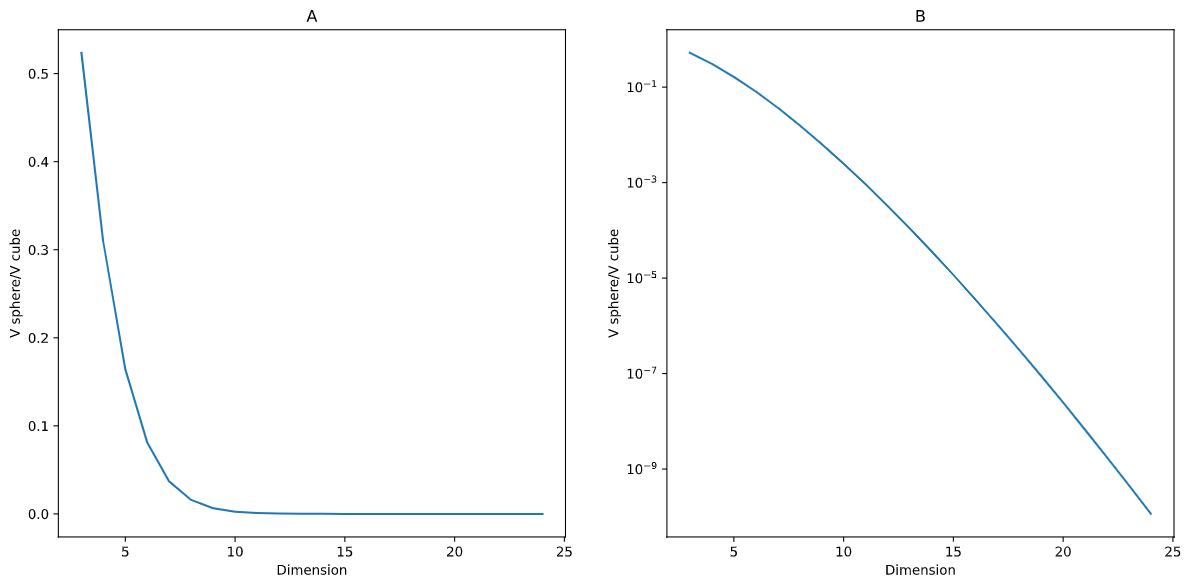 A
V sphere/V cube
0.5
0.4
0.3
0.2
0.1
0.0
5 10 15 20 25
Dimension
B
V sphere/V cube
10⁻¹
10⁻³
10⁻⁵
10⁻⁷
10⁻⁹
5 10 15 20 25
Dimension